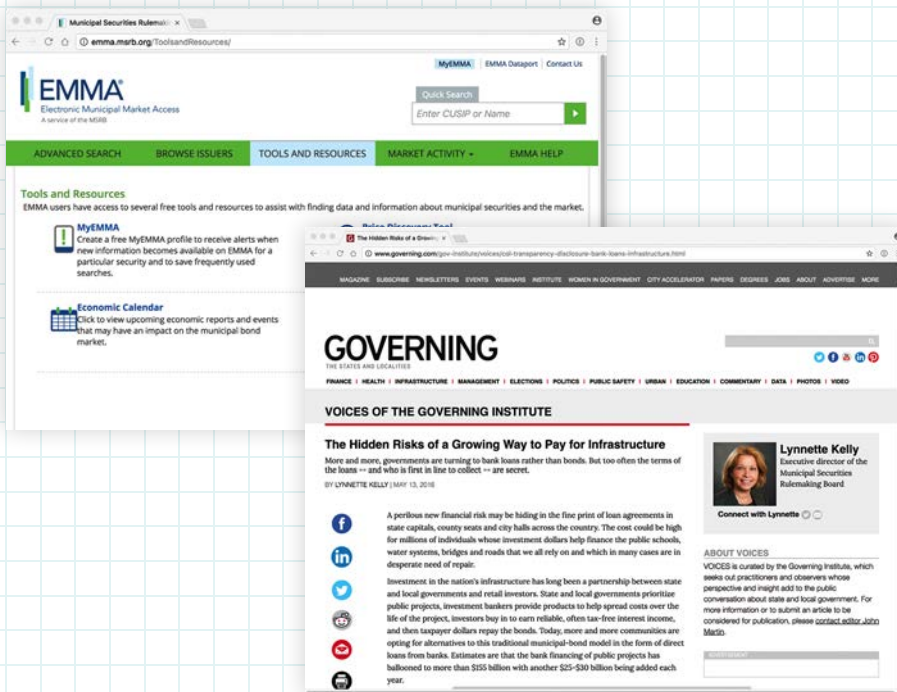 Municipal Securities Rulemaki
emma.msrb.org/ToolsandResources/
MyEMMA EMMA Dataport Contact Us
EMMA
Electronic Municipal Market Access
A service of the MSRB
Quick Search
Enter CUSIP or Name
ADVANCED SEARCH BROWSE ISSUERS TOOLS AND RESOURCES MARKET ACTIVITY EMMA HELP
Tools and Resources
EMMA users have access to several free tools and resources to assist with finding data and information about municipal securities and the market.
MyEMMA
Create a free MyEMMA profile to receive alerts when
new information becomes available on EMMA for a
particular security and to save frequently used
searches.
Price Discovery Tool
Economic Calendar
Click to view upcoming economic reports and events
that may have an impact on the municipal bond
market.
The Hidden Risks of a Growing
www.governing.com/gov-institute/voices/col-transparency-disclosure-bank-loans-infrastructure.html
MAGAZINE SUBSCRIBE NEWSLETTERS EVENTS WEBINARS INSTITUTE WOMEN IN GOVERNMENT CITY ACCELERATOR PAPERS DEGREES JOBS ABOUT ADVERTISE MORE
GOVERNING
THE STATES AND LOCALITIES
FINANCE | HEALTH | INFRASTRUCTURE | MANAGEMENT | ELECTIONS | POLITICS | PUBLIC SAFETY | URBAN | EDUCATION | COMMENTARY | DATA | PHOTOS | VIDEO
VOICES OF THE GOVERNING INSTITUTE
The Hidden Risks of a Growing Way to Pay for Infrastructure
More and more, governments are turning to bank loans rather than bonds. But too often the terms of
the loans -- and who is first in line to collect -- are secret.
BY LYNNETTE KELLY | MAY 13, 2016
A perilous new financial risk may be hiding in the fine print of loan agreements in
state capitals, county seats and city halls across the country. The cost could be high
for millions of individuals whose investment dollars help finance the public schools,
water systems, bridges and roads that we all rely on and which in many cases are in
desperate need of repair.
Investment in the nation's infrastructure has long been a partnership between state
and local governments and retail investors. State and local governments prioritize
public projects, investment bankers provide products to help spread costs over the
life of the project, investors buy in to earn reliable, often tax-free interest income,
and then taxpayer dollars repay the bonds. Today, more and more communities are
opting for alternatives to this traditional municipal-bond model in the form of direct
loans from banks. Estimates are that the bank financing of public projects has
ballooned to more than $155 billion with another $25-$30 billion being added each
year.
Lynnette Kelly
Executive director of the
Municipal Securities
Rulemaking Board
Connect with Lynnette
ABOUT VOICES
VOICES is curated by the Governing Institute, which
seeks out practitioners and observers whose
perspective and insight add to the public
conversation about state and local government. For
more information or to submit an article to be
considered for publication, please contact editor John
Martin.
ADVERTISEMENT